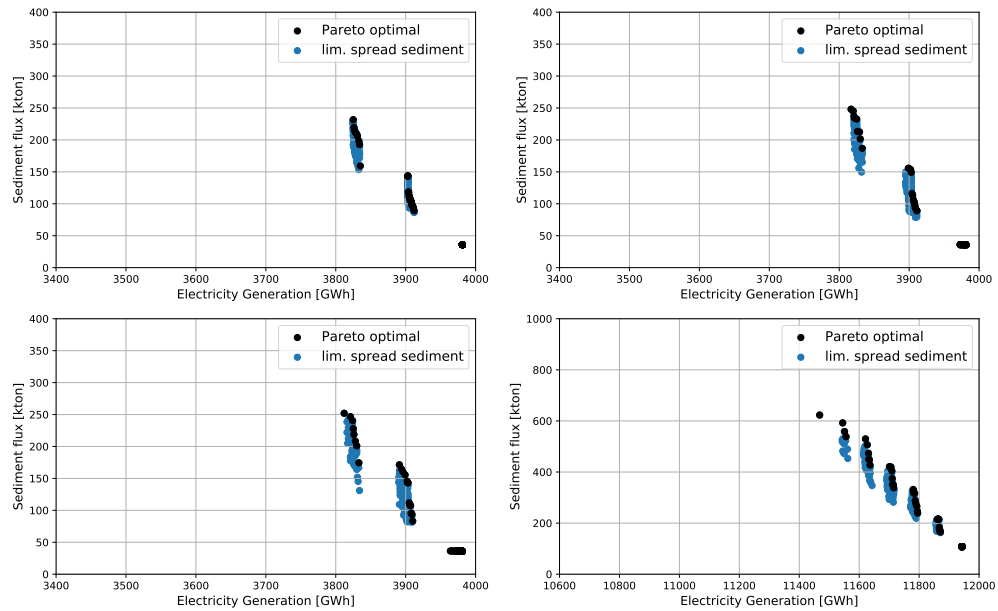 400
350
300
250
200
150
100
50
0
Sediment flux [kton]
Pareto optimal
lim. spread sediment
3400 3500 3600 3700 3800 3900 4000
Electricity Generation [GWh]
400
350
300
250
200
150
100
50
0
Sediment flux [kton]
Pareto optimal
lim. spread sediment
3400 3500 3600 3700 3800 3900 4000
Electricity Generation [GWh]
400
350
300
250
200
150
100
50
0
Sediment flux [kton]
Pareto optimal
lim. spread sediment
3400 3500 3600 3700 3800 3900 4000
Electricity Generation [GWh]
1000
800
600
400
200
0
Sediment flux [kton]
Pareto optimal
lim. spread sediment
10600 10800 11000 11200 11400 11600 11800 12000
Electricity Generation [GWh]